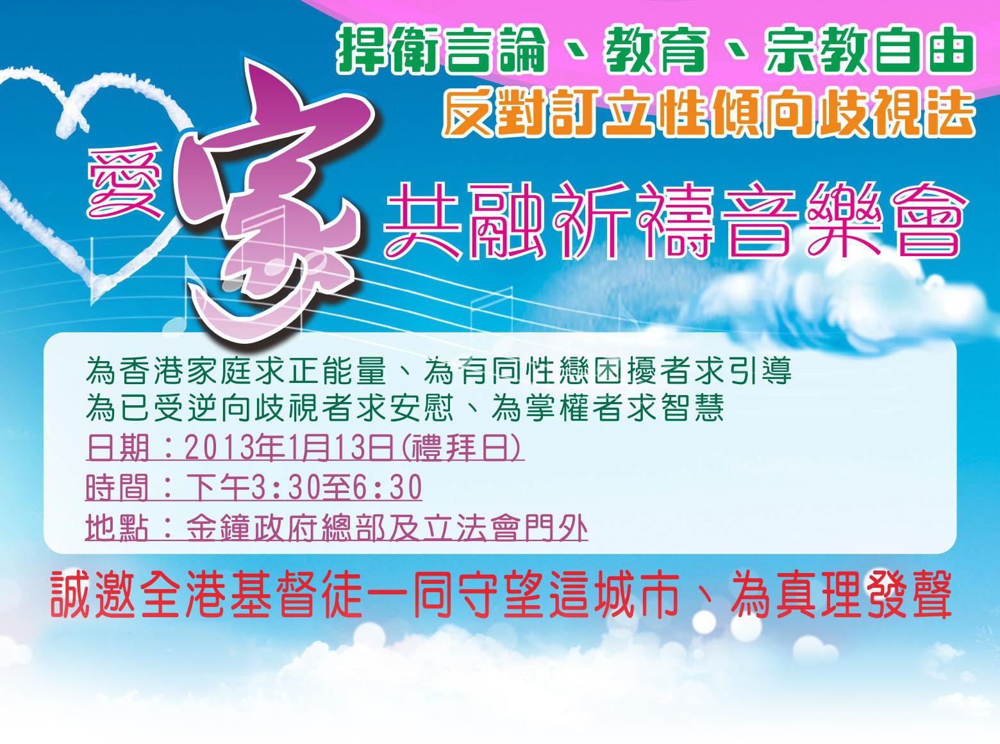 捍衛言論、教育、宗教自由
反對訂立性傾向歧視法
愛家共融祈禱音樂會
為香港家庭求正能量、為有同性戀困擾者求引導
為已受逆向歧視者求安慰、為掌權者求智慧
日期：2013年1月13日(禮拜日)
時間：下午3:30至6:30
地點：金鐘政府總部及立法會門外
誠邀全港基督徒一同守望這城市、為真理發聲